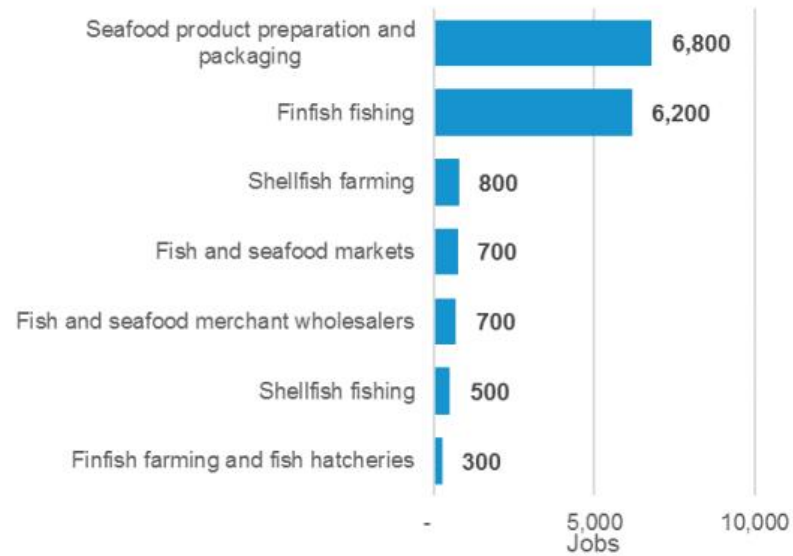 Seafood product preparation and
packaging
6,800
Finfish fishing
6,200
Shellfish farming
800
Fish and seafood markets
700
Fish and seafood merchant wholesalers
700
Shellfish fishing
500
Finfish farming and fish hatcheries
300
-
5,000
10,000
Jobs